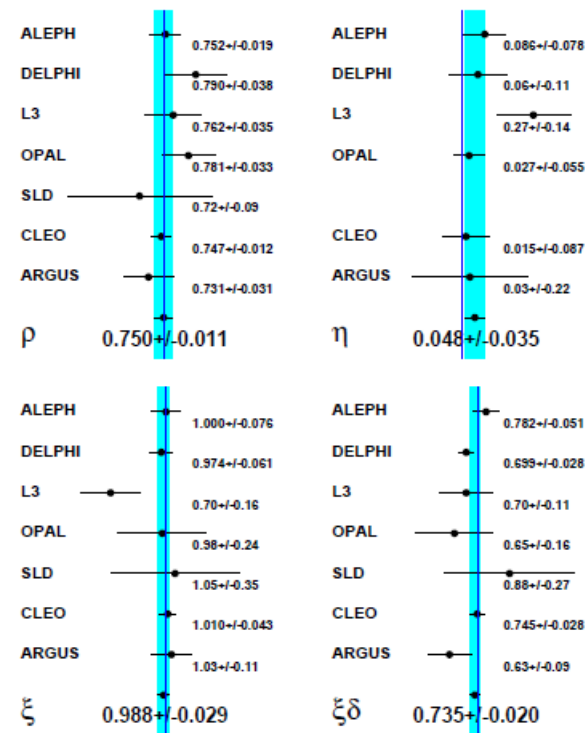 ALEPH
0.752+/-0.019
DELPHI
0.790+/-0.038
L3
0.762+/-0.035
OPAL
0.781+/-0.033
SLD
0.72+/-0.09
CLEO
0.747+/-0.012
ARGUS
0.731+/-0.031
ρ 0.750+/-0.011
ALEPH
0.086+/-0.078
DELPHI
0.06+/-0.11
L3
0.27+/-0.14
OPAL
0.027+/-0.055
CLEO
0.015+/-0.087
ARGUS
0.03+/-0.22
η 0.048+/-0.035
ALEPH
1.000+/-0.076
DELPHI
0.974+/-0.061
L3
0.70+/-0.16
OPAL
0.98+/-0.24
SLD
1.05+/-0.35
CLEO
1.010+/-0.043
ARGUS
1.03+/-0.11
ξ 0.988+/-0.029
ALEPH
0.782+/-0.051
DELPHI
0.699+/-0.028
L3
0.70+/-0.11
OPAL
0.65+/-0.16
SLD
0.88+/-0.27
CLEO
0.745+/-0.028
ARGUS
0.63+/-0.09
ξδ 0.735+/-0.020